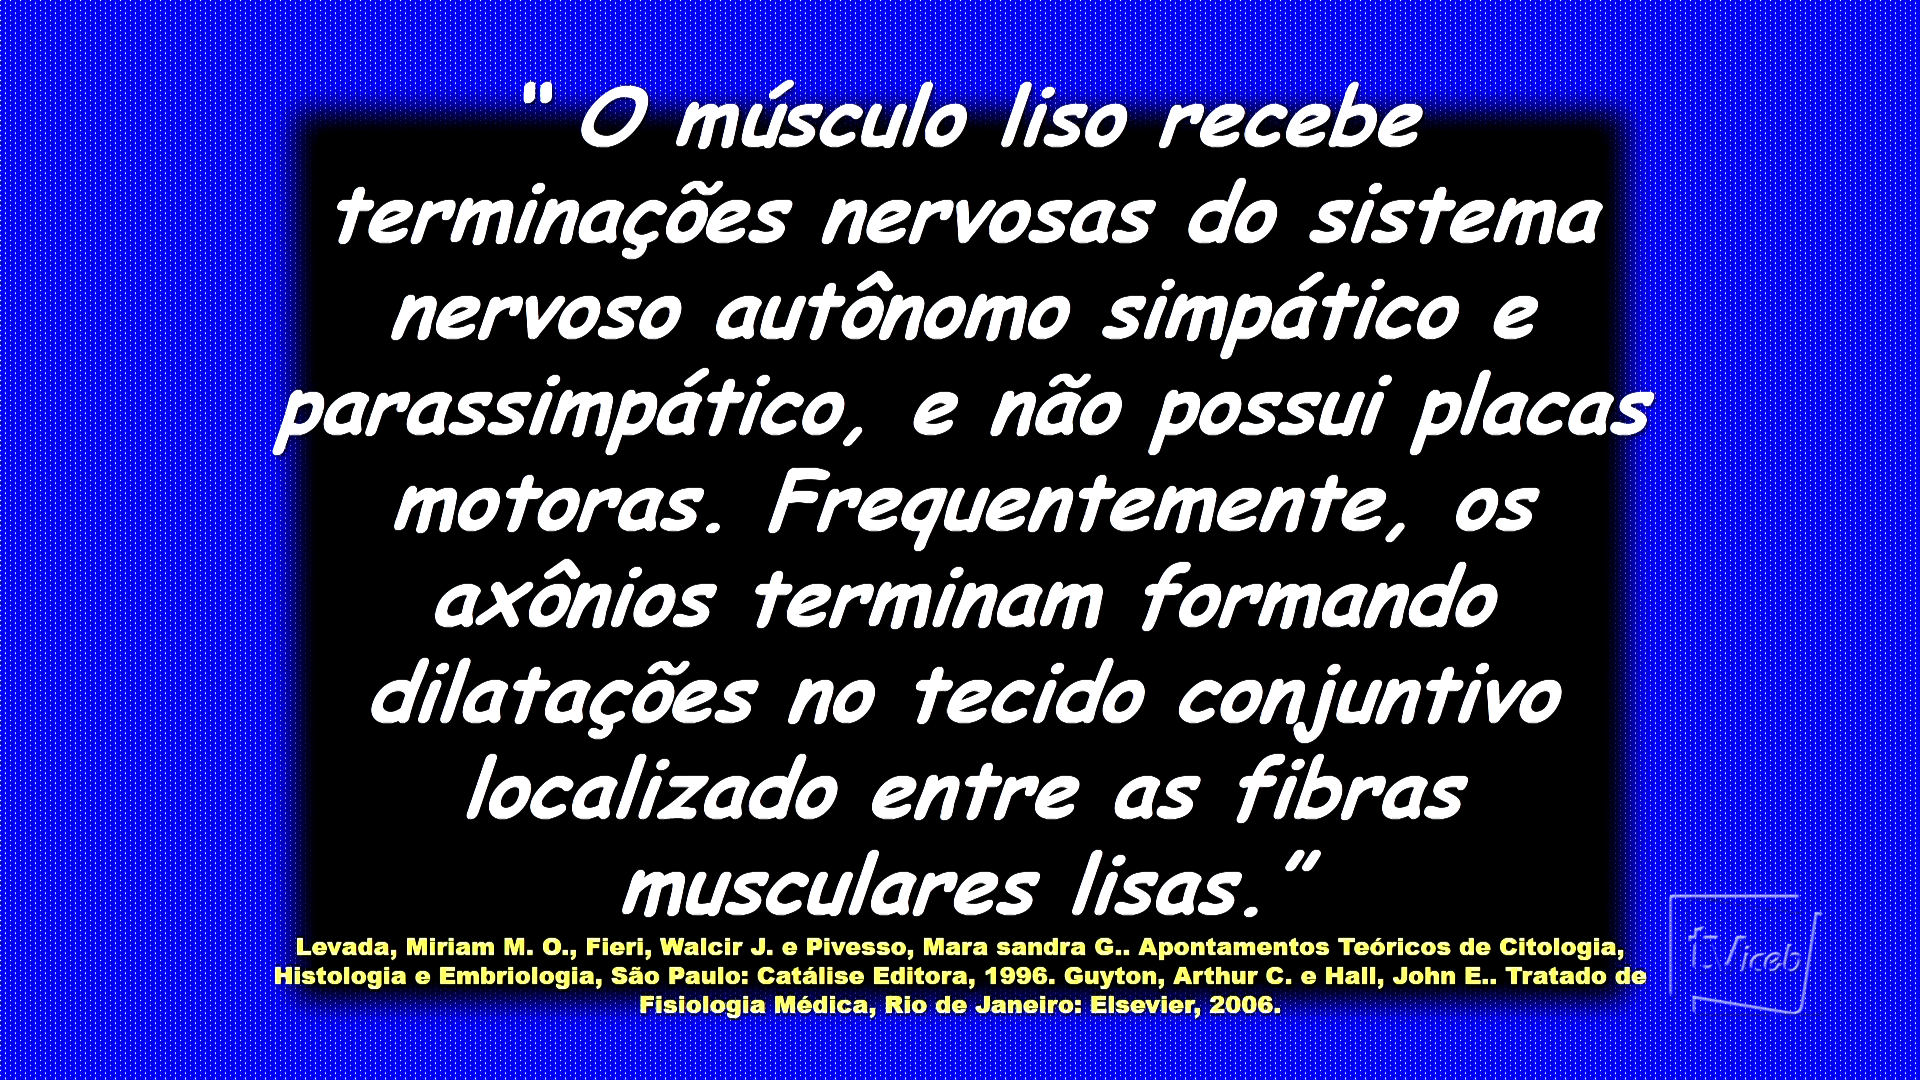 “ O músculo liso recebe
terminações nervosas do sistema
nervoso autônomo simpático e
parassimpático, e não possui placas
motoras. Frequentemente, os
axônios terminam formando
dilatações no tecido conjuntivo
localizado entre as fibras
musculares lisas.”
Levada, Miriam M. O., Fieri, Walcir J. e Pivesso, Mara sandra G.. Apontamentos Teóricos de Citologia,
Histologia e Embriologia, São Paulo: Catálise Editora, 1996. Guyton, Arthur C. e Hall, John E.. Tratado de
Fisiologia Médica, Rio de Janeiro: Elsevier, 2006.